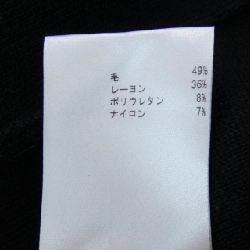 毛 49%
レーヨン 36%
ポリウレタン 8%
ナイロン 7%